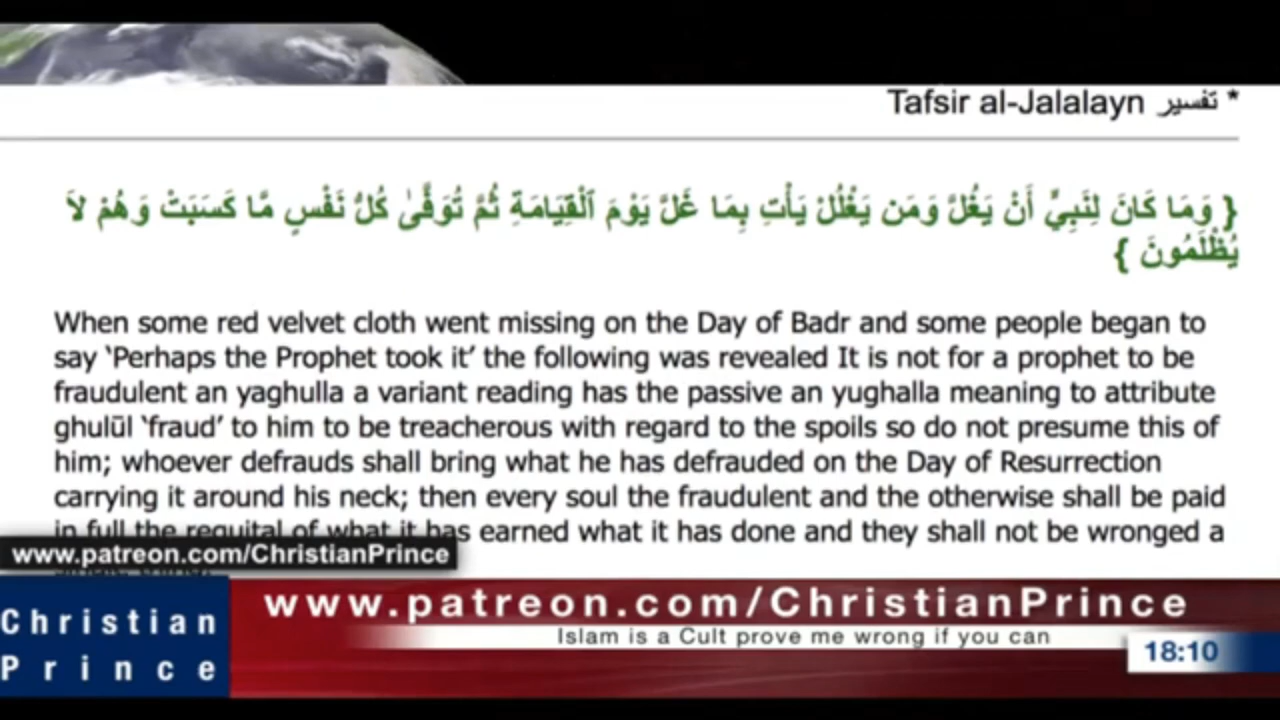 * تفسير Tafsir al-Jalalayn
{ وَمَا كَانَ لِنَبِيٍّ أَنْ يَغُلَّ وَمَن يَغْلُلْ يَأْتِ بِمَا غَلَّ يَوْمَ ٱلْقِيَامَةِ ثُمَّ تُوَفَّىٰ كُلُّ نَفْسٍ مَّا كَسَبَتْ وَهُمْ لاَ
يُظْلَمُونَ }
When some red velvet cloth went missing on the Day of Badr and some people began to
say ‘Perhaps the Prophet took it’ the following was revealed It is not for a prophet to be
fraudulent an yaghulla a variant reading has the passive an yughalla meaning to attribute
ghulūl ‘fraud’ to him to be treacherous with regard to the spoils so do not presume this of
him; whoever defrauds shall bring what he has defrauded on the Day of Resurrection
carrying it around his neck; then every soul the fraudulent and the otherwise shall be paid
in full the requital of what it has earned what it has done and they shall not be wronged a
www.patreon.com/ChristianPrince
www.patreon.com/ChristianPrince
Islam is a Cult prove me wrong if you can
Christian
Prince
18:10